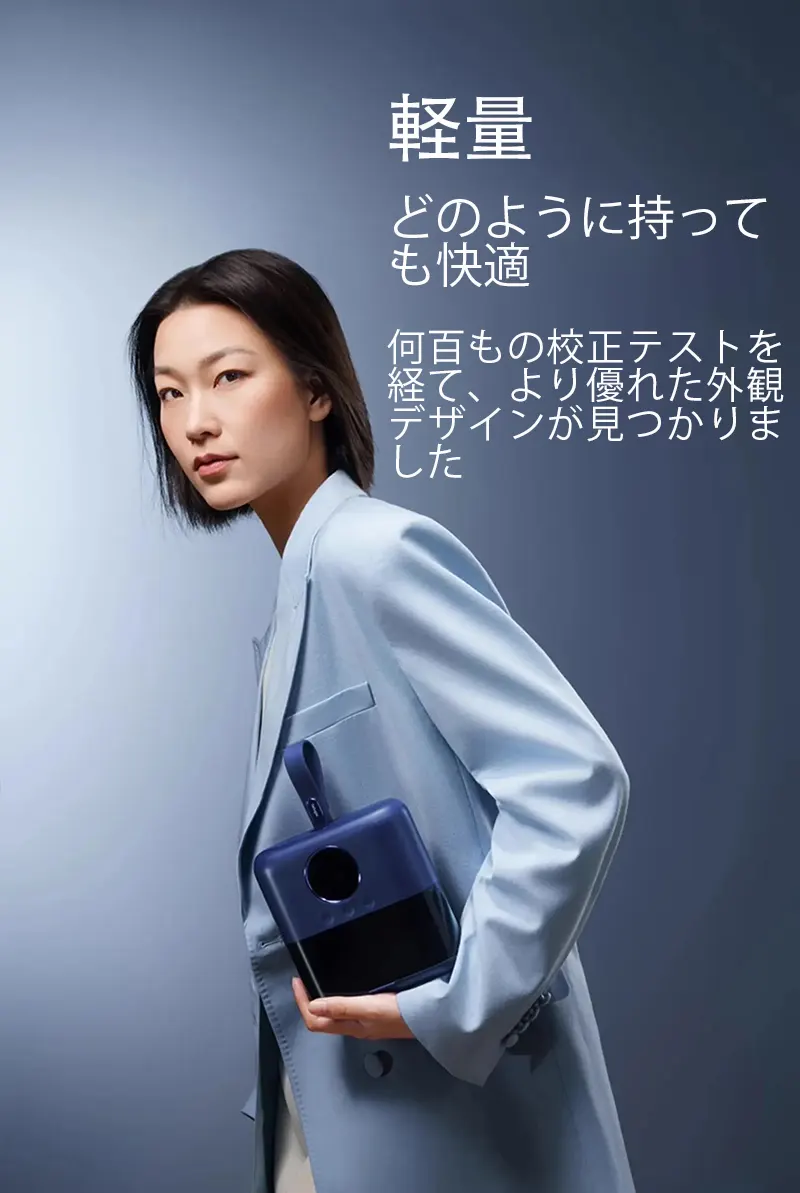 軽量
どのように持って
も快適
何百もの校正テストを
経て、より優れた外観
デザインが見つかりま
した